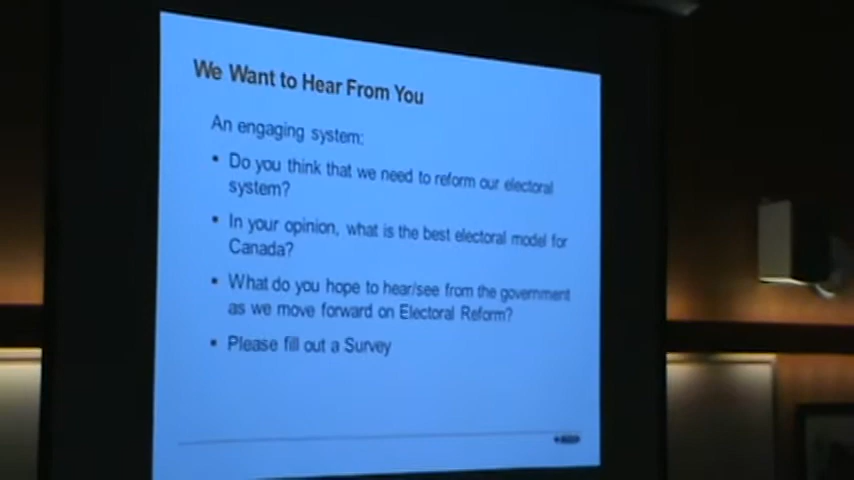 We Want to Hear From You
An engaging system:
• Do you think that we need to reform our electoral
system?
• In your opinion, what is the best electoral model for
Canada?
• What do you hope to hear/see from the government
as we move forward on Electoral Reform?
• Please fill out a Survey